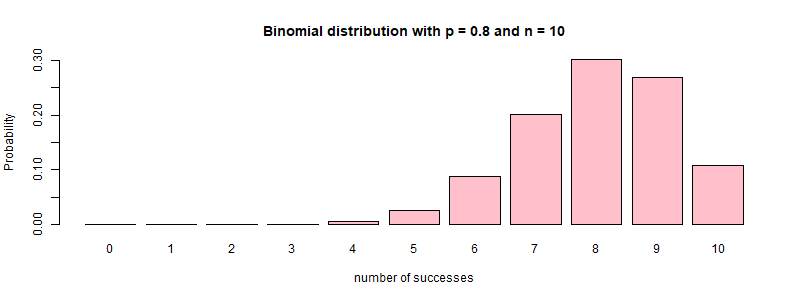 Binomial distribution with p = 0.8 and n = 10
Probability
0.30
0.20
0.10
0.00
0 1 2 3 4 5 6 7 8 9 10
number of successes